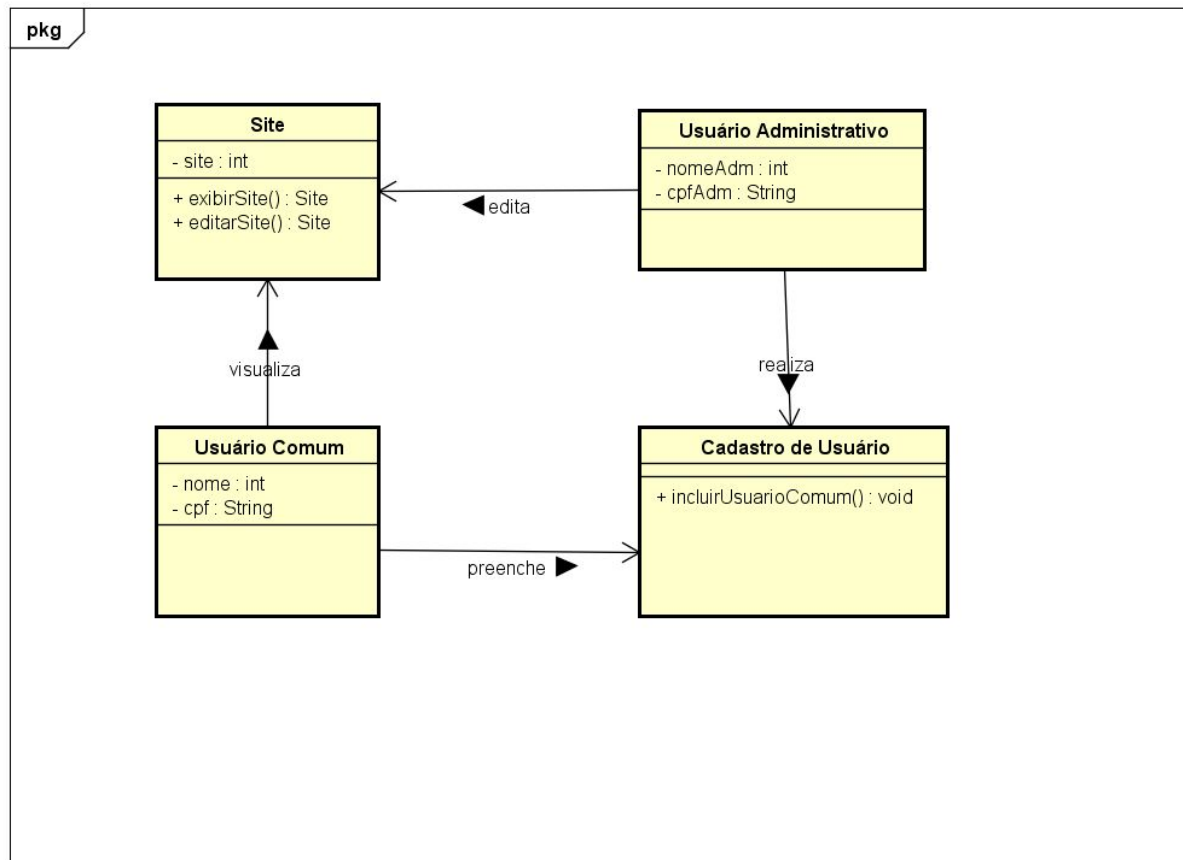 pkg
Site
- site : int
+ exibirSite() : Site
+ editarSite() : Site
Usuário Administrativo
- nomeAdm : int
- cpfAdm : String
edita
visualiza
realiza
Usuário Comum
- nome : int
- cpf : String
Cadastro de Usuário
+ incluirUsuarioComum() : void
preenche